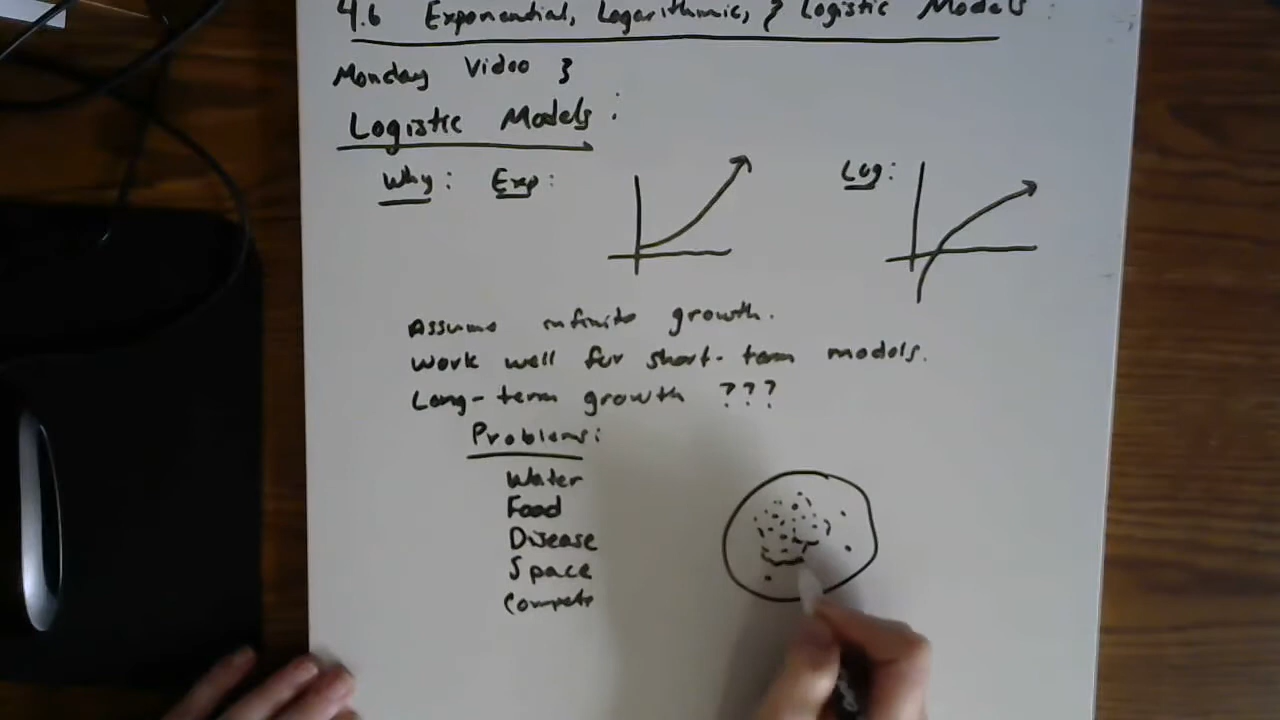 4.6 Exponential, Logarithmic, & Logistic Models:
Monday Video 3
Logistic Models:
Why: Exp: Log:
Assume infinite growth.
Work well for short-term models.
Long-term growth ???
Problems:
Water
Food
Disease
Space
Compete